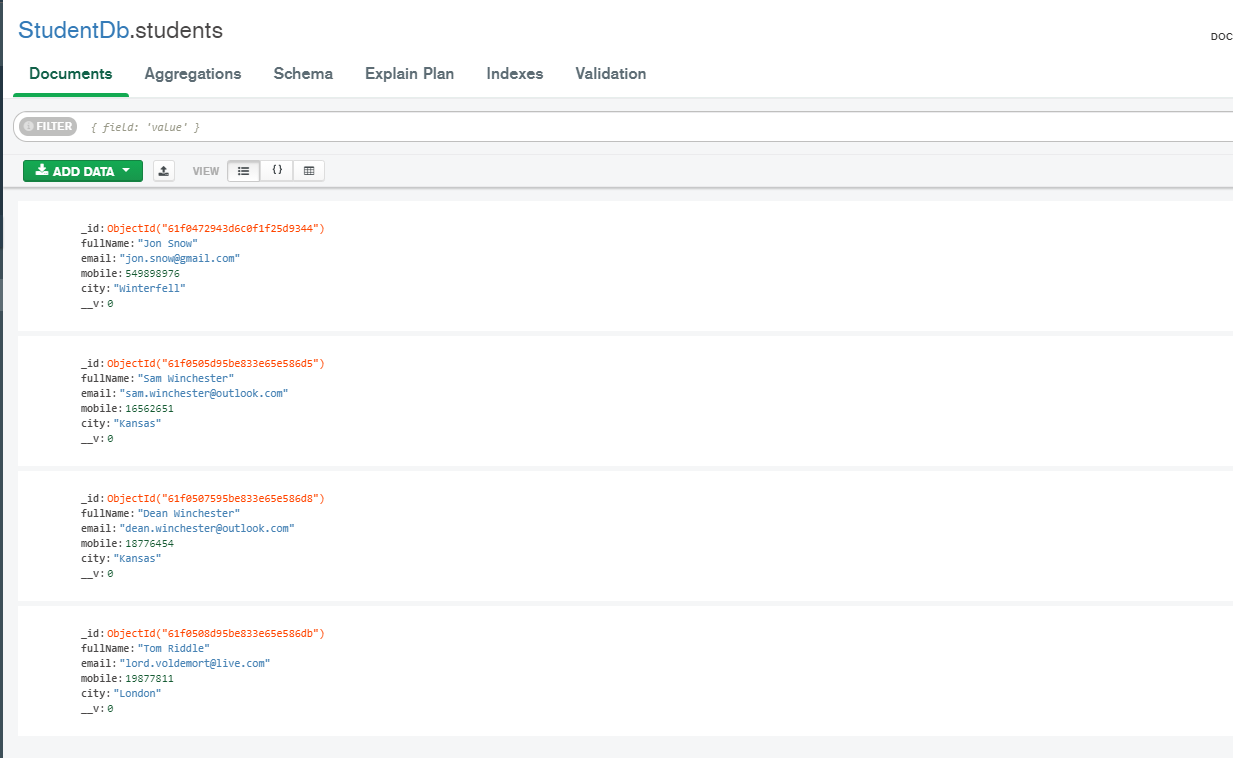 StudentDb.students
DOC
Documents Aggregations Schema Explain Plan Indexes Validation
FILTER { field: 'value' }
ADD DATA VIEW {}
_id: ObjectId("61f0472943d6c0f1f25d9344")
fullName: "Jon Snow"
email: "jon.snow@gmail.com"
mobile: 549898976
city: "Winterfell"
__v: 0
_id: ObjectId("61f0505d95be833e65e586d5")
fullName: "Sam Winchester"
email: "sam.winchester@outlook.com"
mobile: 16562651
city: "Kansas"
__v: 0
_id: ObjectId("61f0507595be833e65e586d8")
fullName: "Dean Winchester"
email: "dean.winchester@outlook.com"
mobile: 18776454
city: "Kansas"
__v: 0
_id: ObjectId("61f0508d95be833e65e586db")
fullName: "Tom Riddle"
email: "lord.voldemort@live.com"
mobile: 19877811
city: "London"
__v: 0